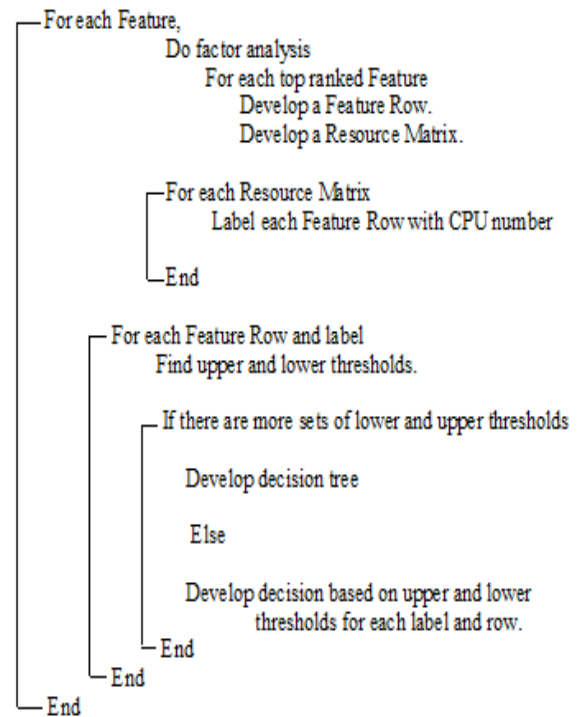 For each Feature,
Do factor analysis
For each top ranked Feature
Develop a Feature Row.
Develop a Resource Matrix.
For each Resource Matrix
Label each Feature Row with CPU number
End
For each Feature Row and label
Find upper and lower thresholds.
If there are more sets of lower and upper thresholds
Develop decision tree
Else
Develop decision based on upper and lower
thresholds for each label and row.
End
End
End